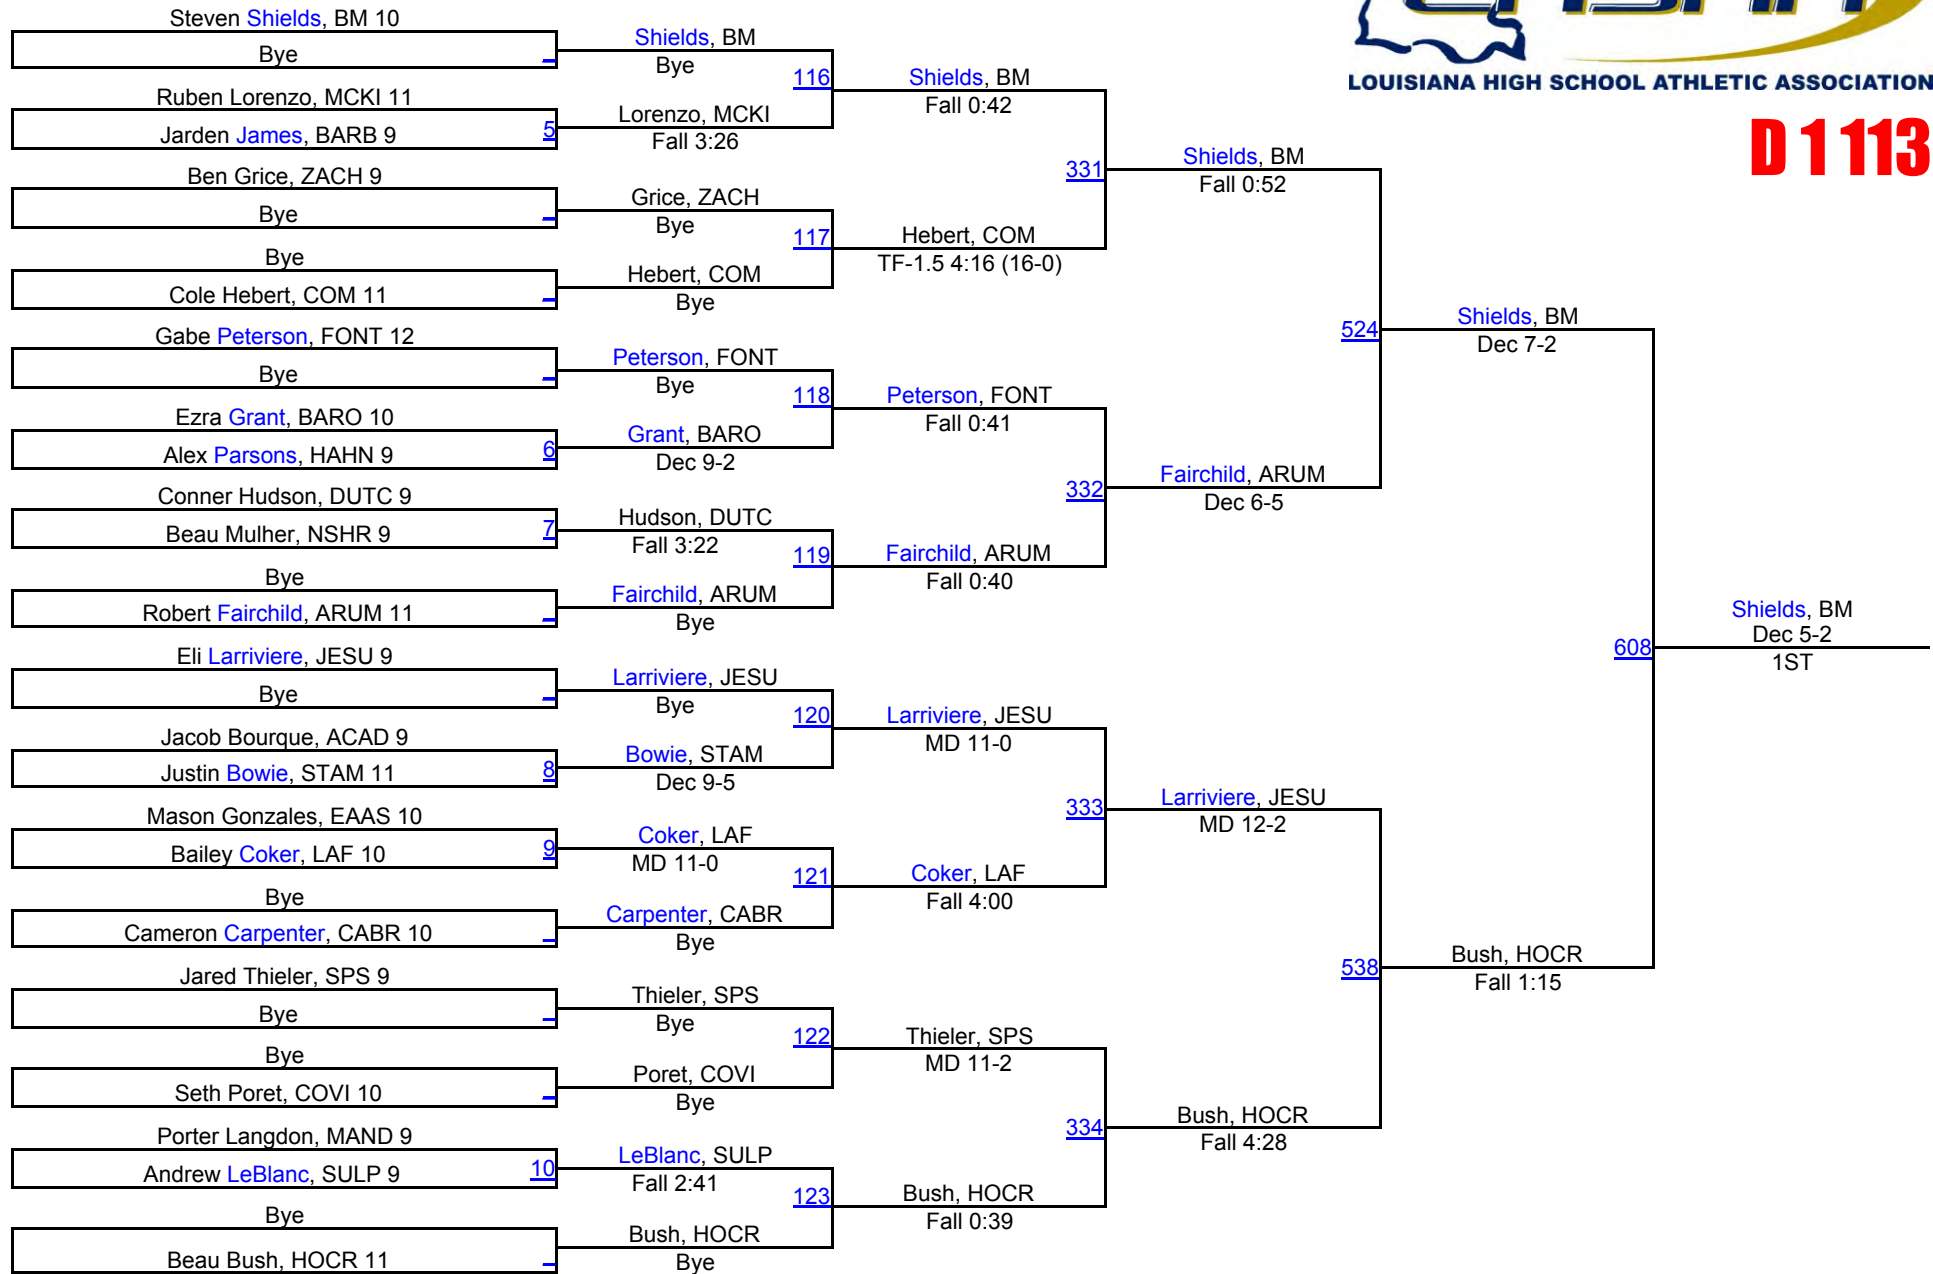 LOUISIANA HIGH SCHOOL ATHLETIC ASSOCIATION
D 1 113
Steven Shields, BM 10
Bye
Ruben Lorenzo, MCKI 11
Jarden James, BARB 9
5
Ben Grice, ZACH 9
Bye
Bye
Cole Hebert, COM 11
Gabe Peterson, FONT 12
Bye
Ezra Grant, BARO 10
Alex Parsons, HAHN 9
6
Conner Hudson, DUTC 9
Beau Mulher, NSHR 9
7
Bye
Robert Fairchild, ARUM 11
Eli Larriviere, JESU 9
Bye
Jacob Bourque, ACAD 9
Justin Bowie, STAM 11
8
Mason Gonzales, EAAS 10
Bailey Coker, LAF 10
9
Bye
Cameron Carpenter, CABR 10
Jared Thieler, SPS 9
Bye
Bye
Seth Poret, COVI 10
Porter Langdon, MAND 9
Andrew LeBlanc, SULP 9
10
Bye
Beau Bush, HOCR 11
Shields, BM
Bye
116
Lorenzo, MCKI
Fall 3:26
Grice, ZACH
Bye
117
Hebert, COM
Bye
Peterson, FONT
Bye
118
Grant, BARO
Dec 9-2
Hudson, DUTC
Fall 3:22
119
Fairchild, ARUM
Bye
Larriviere, JESU
Bye
120
Bowie, STAM
Dec 9-5
Coker, LAF
MD 11-0
121
Carpenter, CABR
Bye
Thieler, SPS
Bye
122
Poret, COVI
Bye
LeBlanc, SULP
Fall 2:41
123
Bush, HOCR
Bye
Shields, BM
Fall 0:42
331
Hebert, COM
TF-1.5 4:16 (16-0)
Peterson, FONT
Fall 0:41
332
Fairchild, ARUM
Fall 0:40
Larriviere, JESU
MD 11-0
333
Coker, LAF
Fall 4:00
Thieler, SPS
MD 11-2
334
Bush, HOCR
Fall 0:39
Shields, BM
Fall 0:52
524
Fairchild, ARUM
Dec 6-5
Larriviere, JESU
MD 12-2
538
Bush, HOCR
Fall 4:28
Shields, BM
Dec 7-2
608
Bush, HOCR
Fall 1:15
Shields, BM
Dec 5-2
1ST